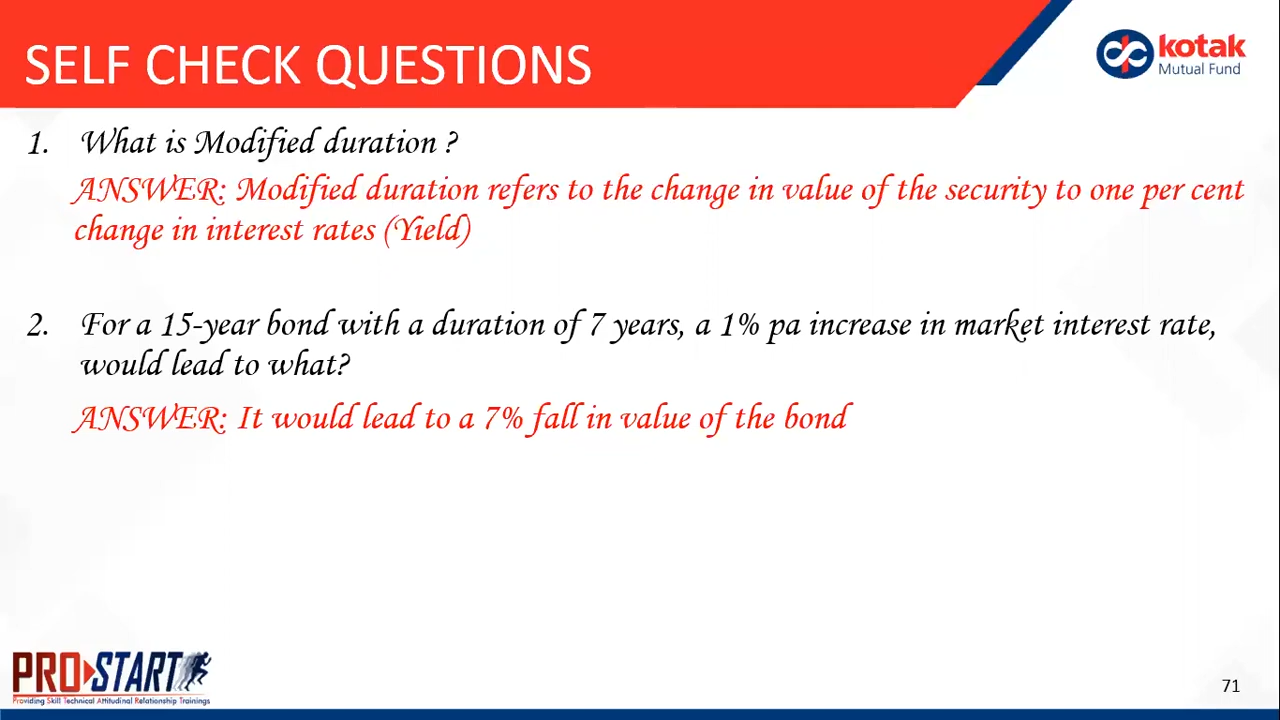 SELF CHECK QUESTIONS
kotak
Mutual Fund
1. What is Modified duration ?
ANSWER: Modified duration refers to the change in value of the security to one per cent
change in interest rates (Yield)
2. For a 15-year bond with a duration of 7 years, a 1% pa increase in market interest rate,
would lead to what?
ANSWER: It would lead to a 7% fall in value of the bond
PRO START
Providing Skill Technical Attitudinal Relationship Trainings
71